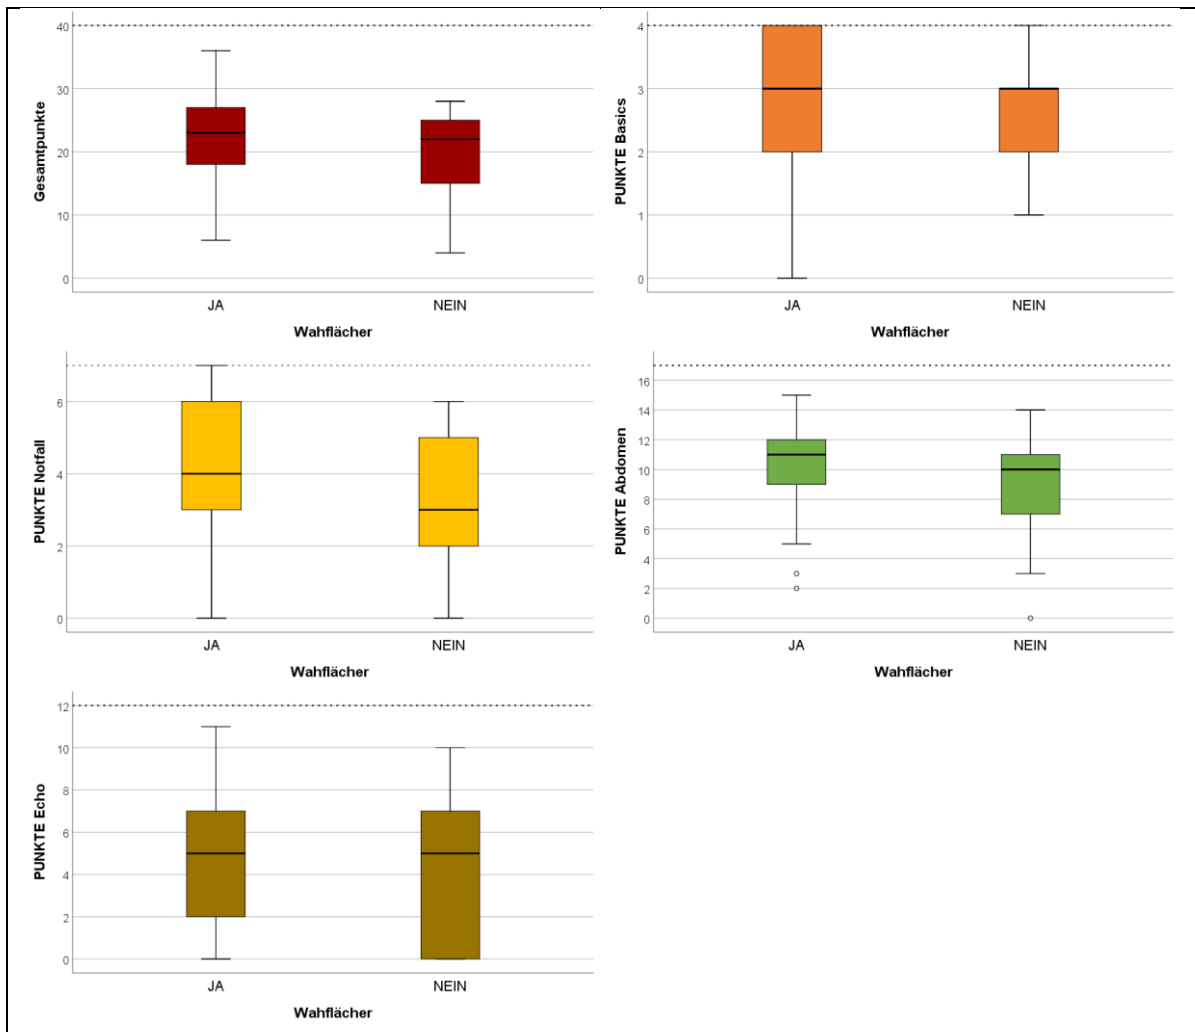 Gesamtpunkte
40
30
20
10
0
JA
NEIN
Wahflächer
PUNKTE Basics
4
3
2
1
0
JA
NEIN
Wahflächer
PUNKTE Notfall
6
4
2
0
JA
NEIN
Wahflächer
PUNKTE Abdomen
16
14
12
10
8
6
4
2
0
JA
NEIN
Wahflächer
PUNKTE Echo
12
10
8
6
4
2
0
JA
NEIN
Wahflächer